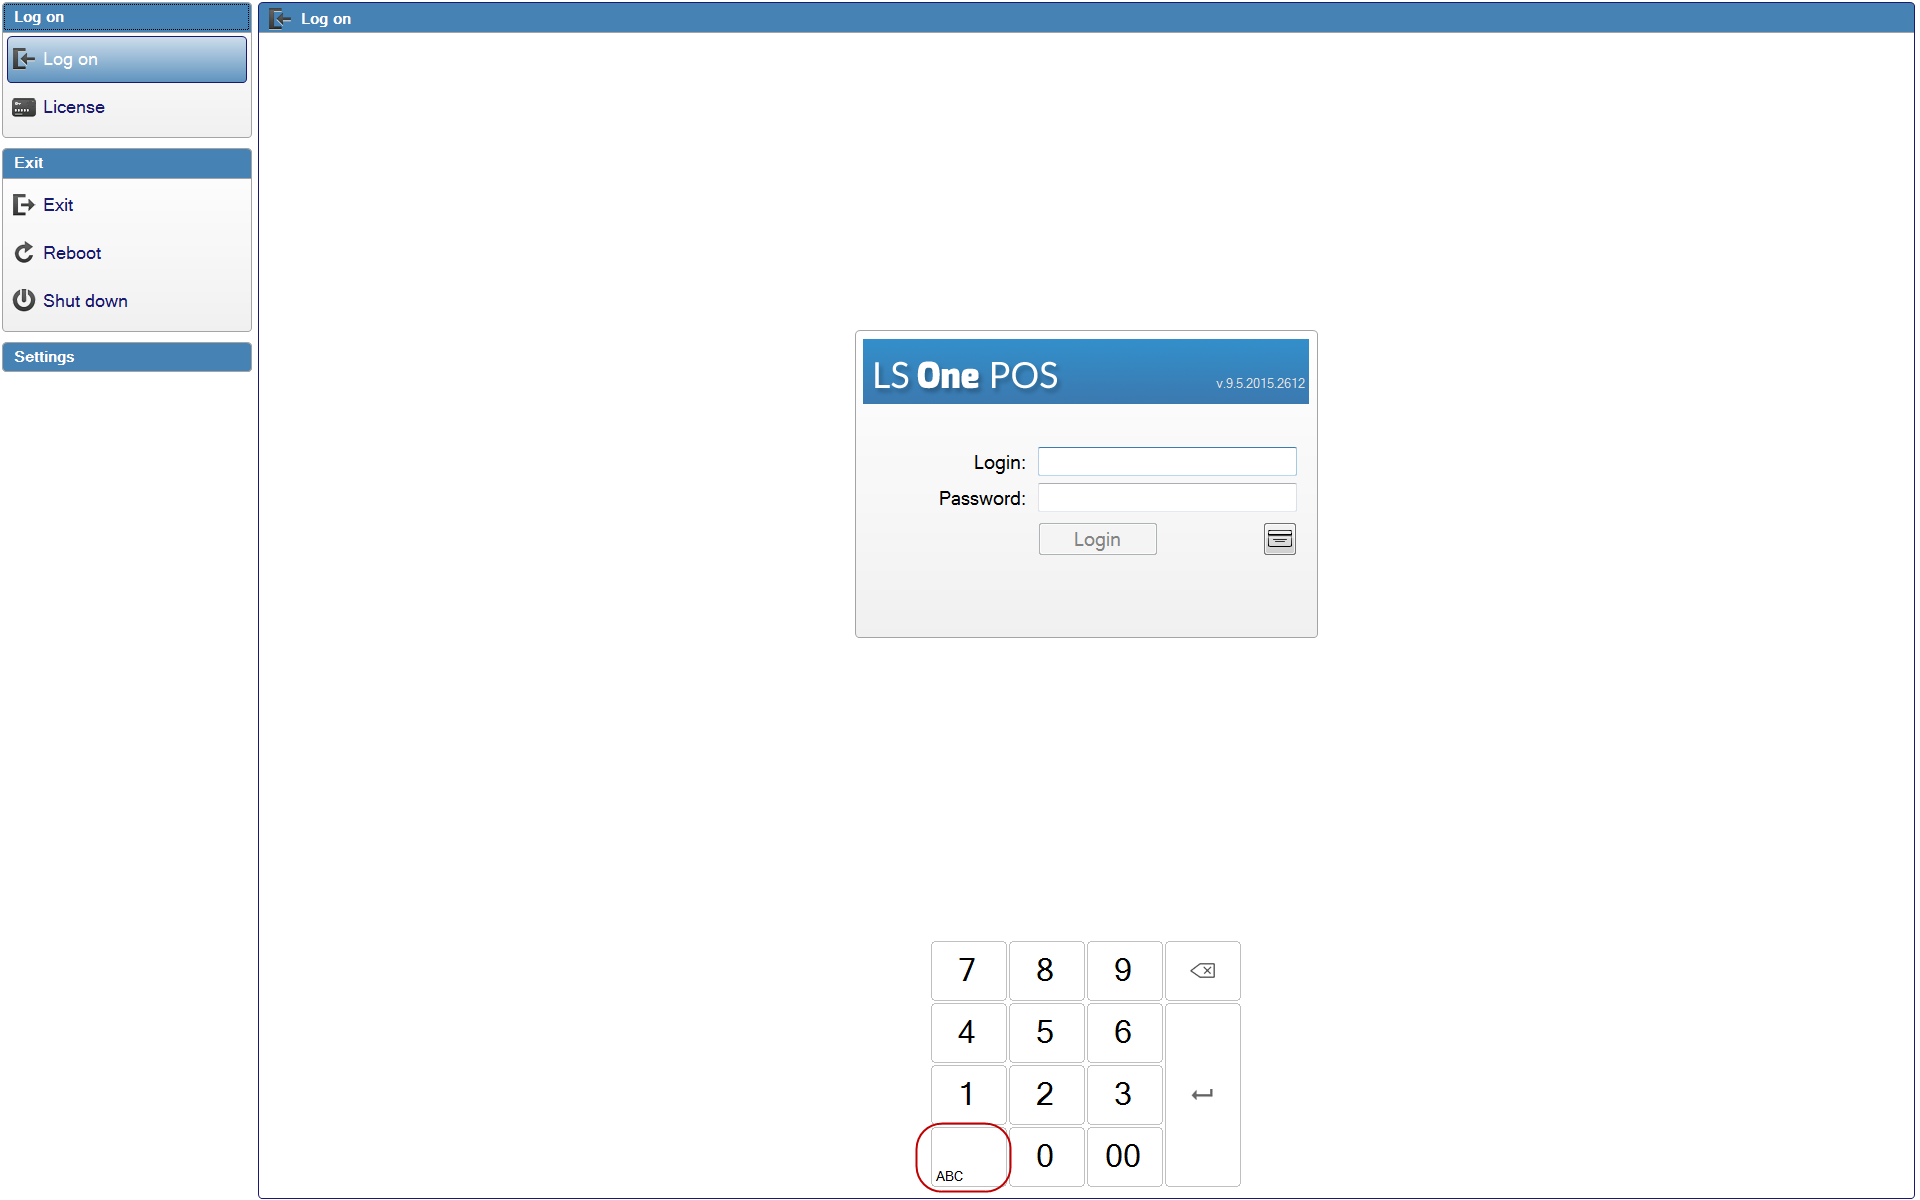 Log on
Log on
License
Exit
Exit
Reboot
Shut down
Settings
Log on
LS One POS
v.9.5.2015.2612
Login:
Password:
Login
7 8 9
4 5 6
1 2 3
ABC 0 00